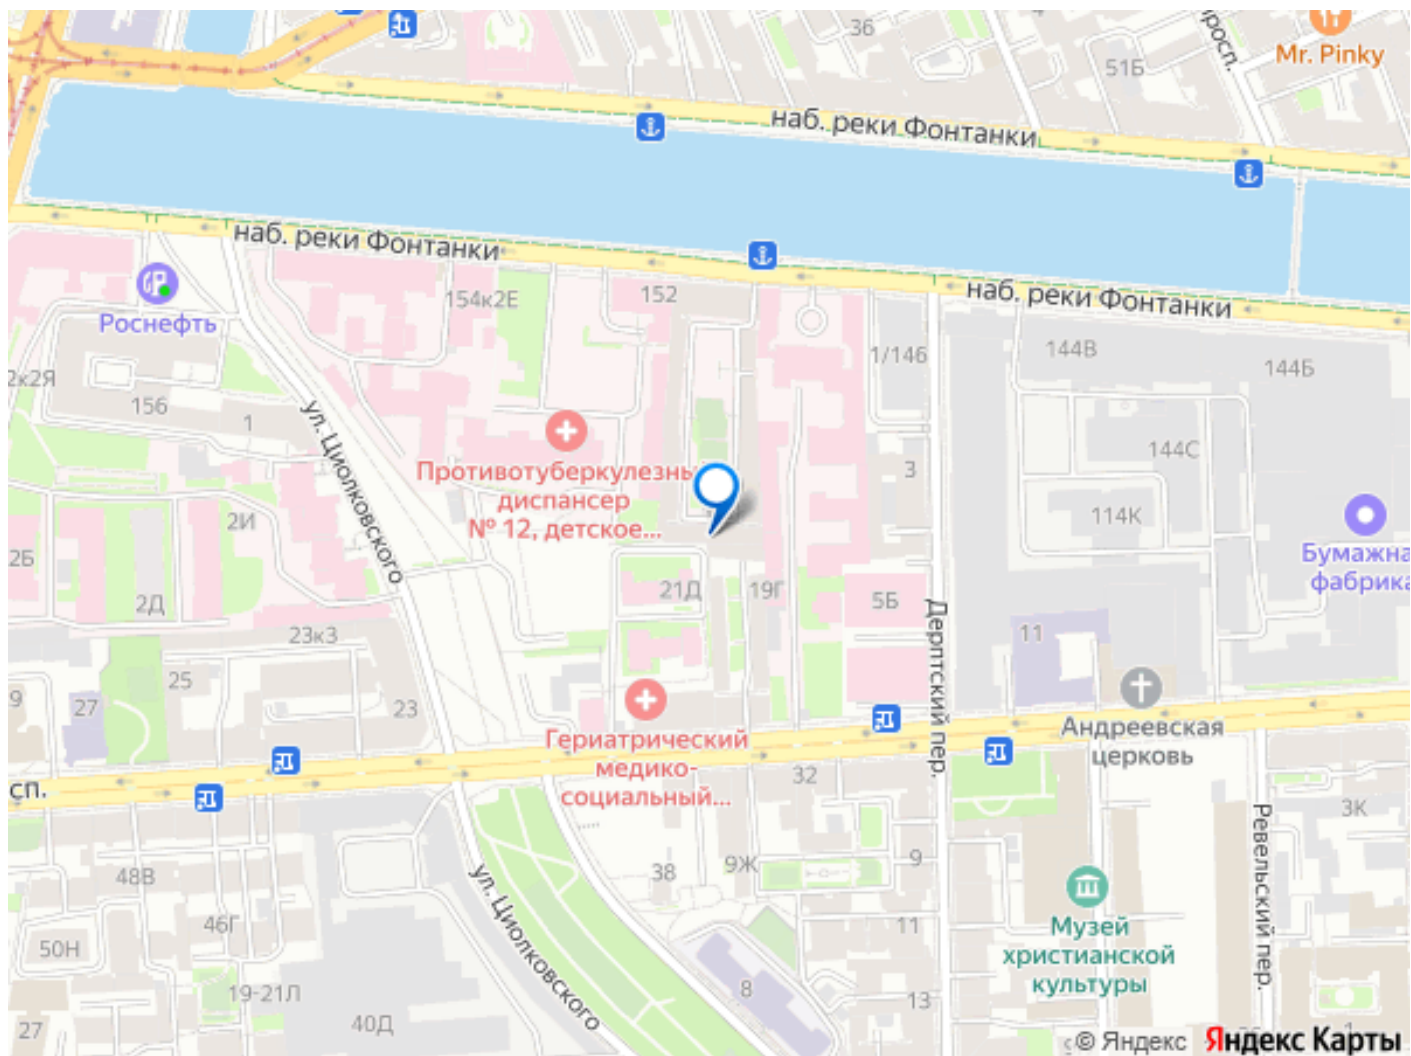 36
просп.
Mr. Pinky
51Б
наб. реки Фонтанки
наб. реки Фонтанки
наб. реки Фонтанки
154к2Е
152
Роснефть
1/146
144В
144Б
2к2Я
156
1
ул. Циолковского
Противотуберкулезны
диспансер
№ 12, детское...
3
144С
114К
2И
2Б
Бумажна
фабрика
2Д
21Д
19Г
5Б
Дерптский пер.
11
23к3
25
9
27
23
Гериатрический
медико-
социальный...
Андреевская
церковь
32
сп.
3К
Ревельский пер.
48В
38
9Ж
9
46Г
ул. Циолковского
11
Музей
христианской
культуры
50Н
19-21Л
8
13
27
40Д
1
© Яндекс Яндекс Карты